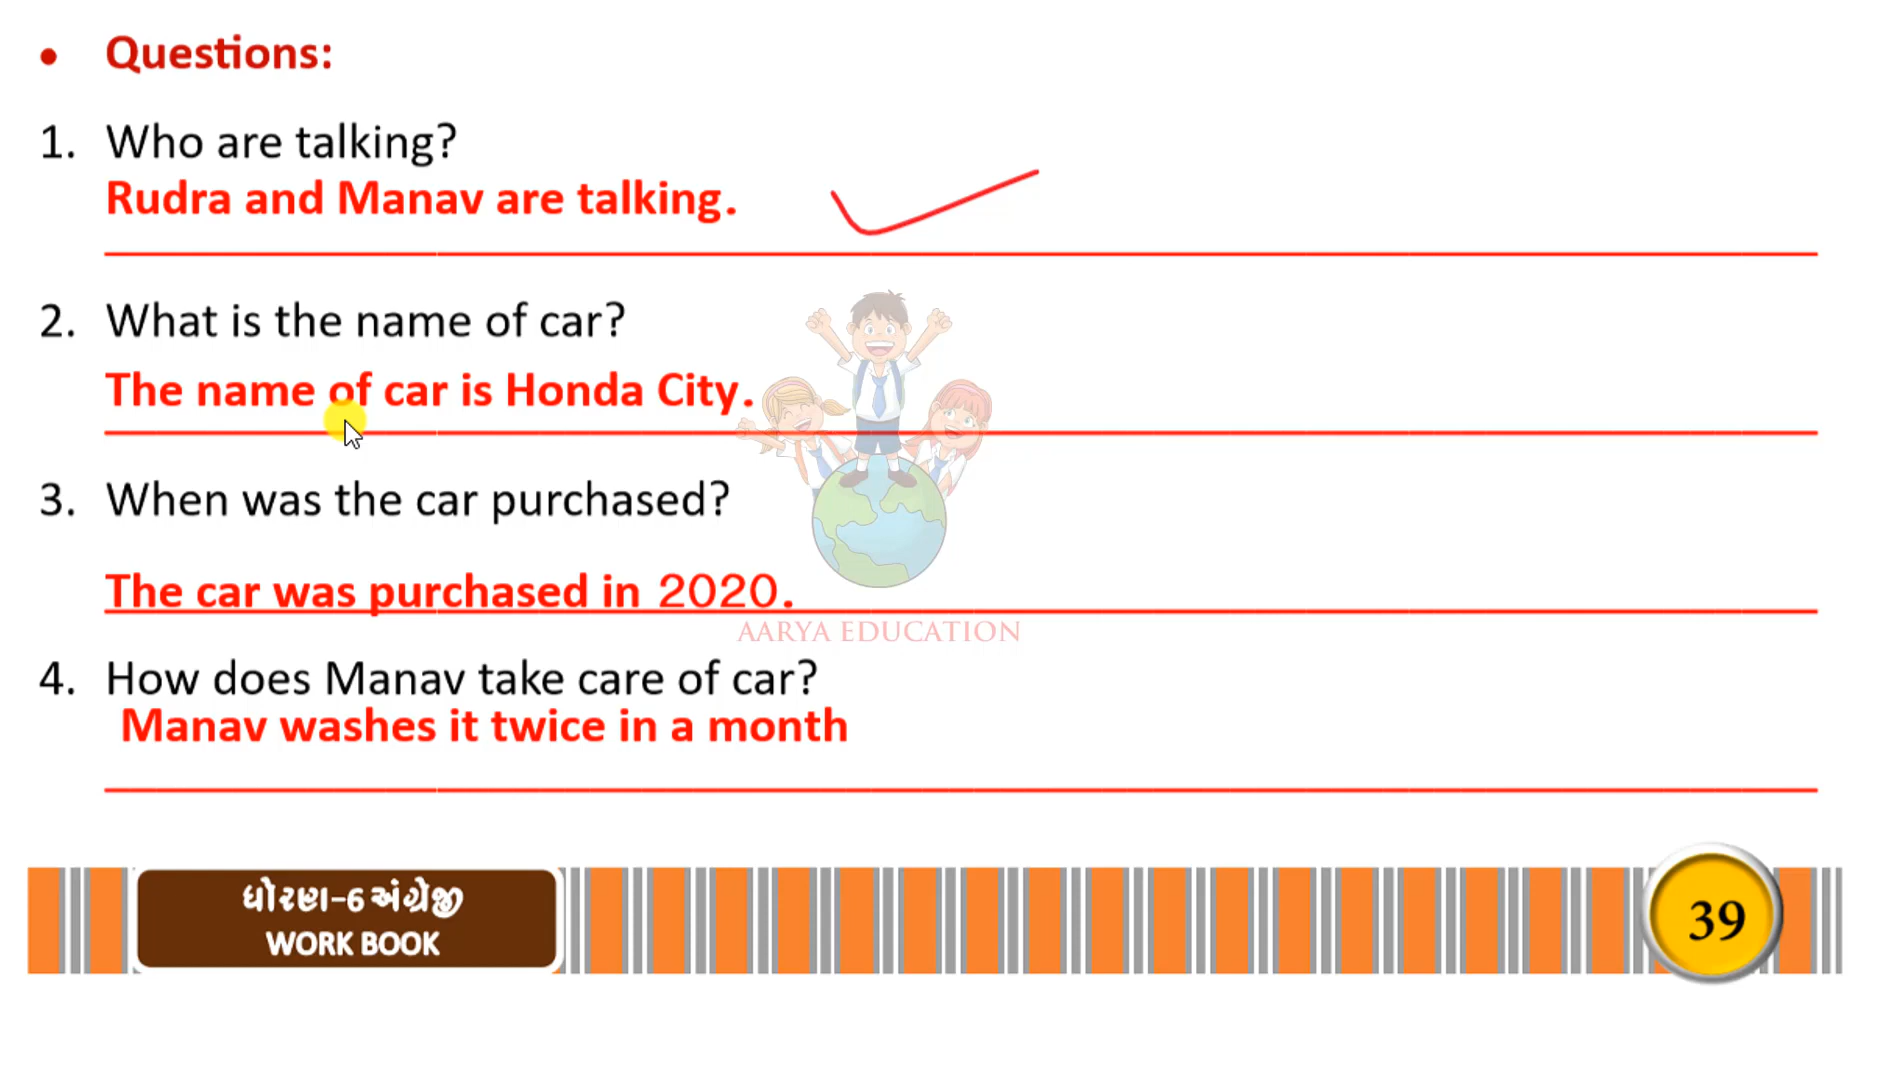 • Questions:
1. Who are talking?
Rudra and Manav are talking.
2. What is the name of car?
The name of car is Honda City.
3. When was the car purchased?
The car was purchased in 2020.
AARYA EDUCATION
4. How does Manav take care of car?
Manav washes it twice in a month
ધોરણ-6 અંગ્રેજી
WORK BOOK
39